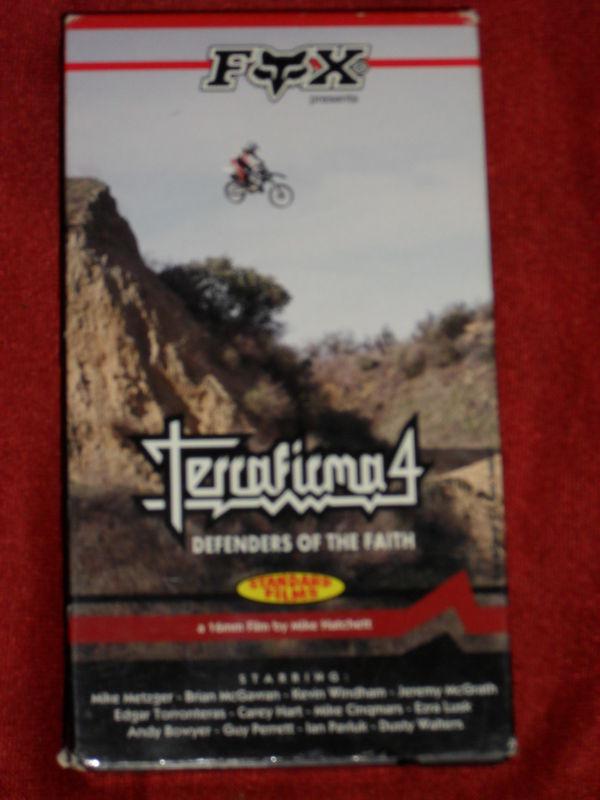 FOX
presents
Terrafirma 4
DEFENDERS OF THE FAITH
STANDARD
FILMS
a 16mm Film by Mike Hatchett
STARRING:
Mike Metzger - Brian McGavran - Kevin Windham - Jeremy McGrath
Edgar Torronteras - Carey Hart - Mike Cinqmars - Ezra Lusk
Andy Bowyer - Guy Perrett - Ian Pavluk - Dusty Walters